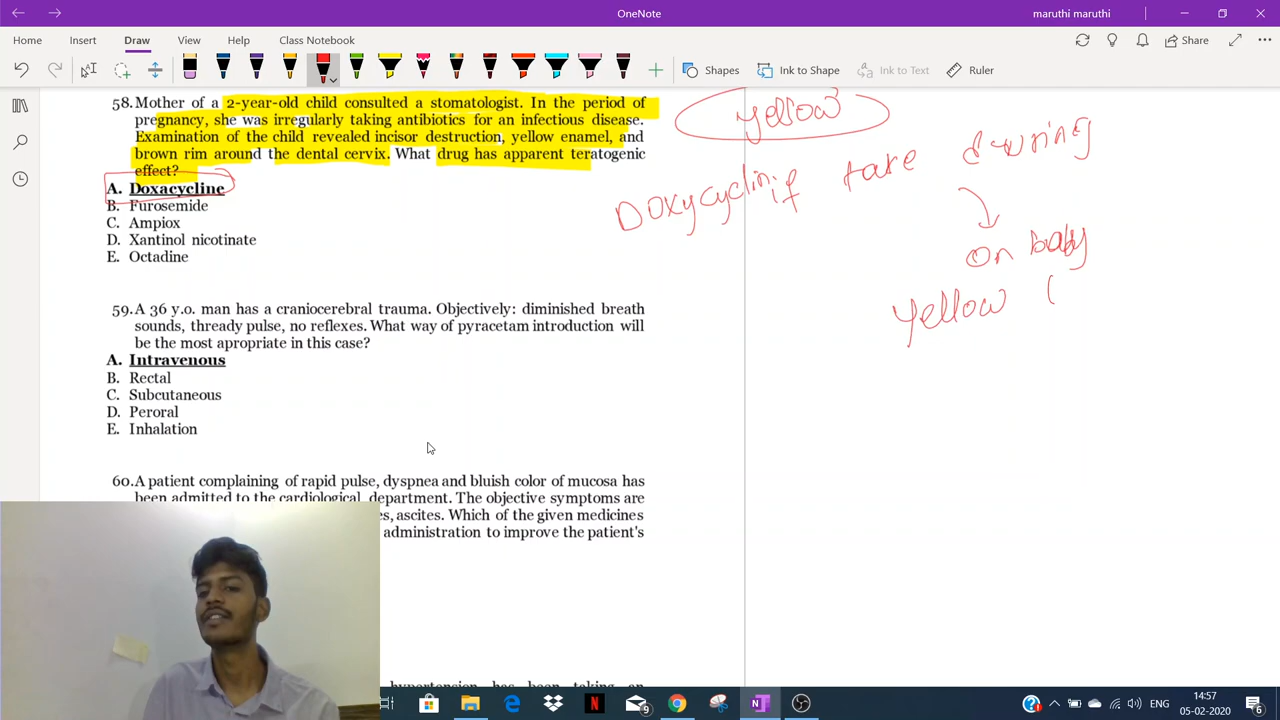 OneNote
maruthi maruthi
Home
Insert
Draw
View
Help
Class Notebook
Share
Shapes
Ink to Shape
Ink to Text
Ruler
58. Mother of a 2-year-old child consulted a stomatologist. In the period of
pregnancy, she was irregularly taking antibiotics for an infectious disease.
Examination of the child revealed incisor destruction, yellow enamel, and
brown rim around the dental cervix. What drug has apparent teratogenic
effect?
A. Doxacycline
B. Furosemide
C. Ampiox
D. Xantinol nicotinate
E. Octadine
59. A 36 y.o. man has a craniocerebral trauma. Objectively: diminished breath
sounds, thready pulse, no reflexes. What way of pyracetam introduction will
be the most apropriate in this case?
A. Intravenous
B. Rectal
C. Subcutaneous
D. Peroral
E. Inhalation
60. A patient complaining of rapid pulse, dyspnea and bluish color of mucosa has
been admitted to the cardiological department. The objective symptoms are
es, ascites. Which of the given medicines
administration to improve the patient's
hypertension has been taking an
yellow
Doxycyclin if take during
on baby
yellow (
ENG
14:57
05-02-2020
6
9